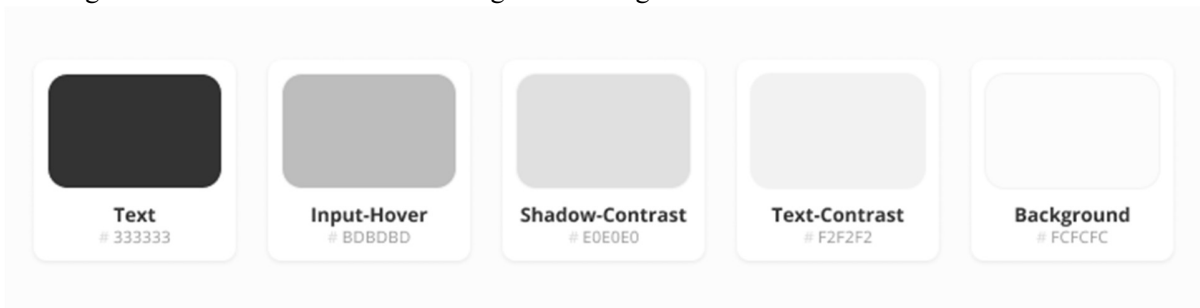 Text
# 333333
Input-Hover
# BDBDBD
Shadow-Contrast
# E0E0E0
Text-Contrast
# F2F2F2
Background
# FCFCFC